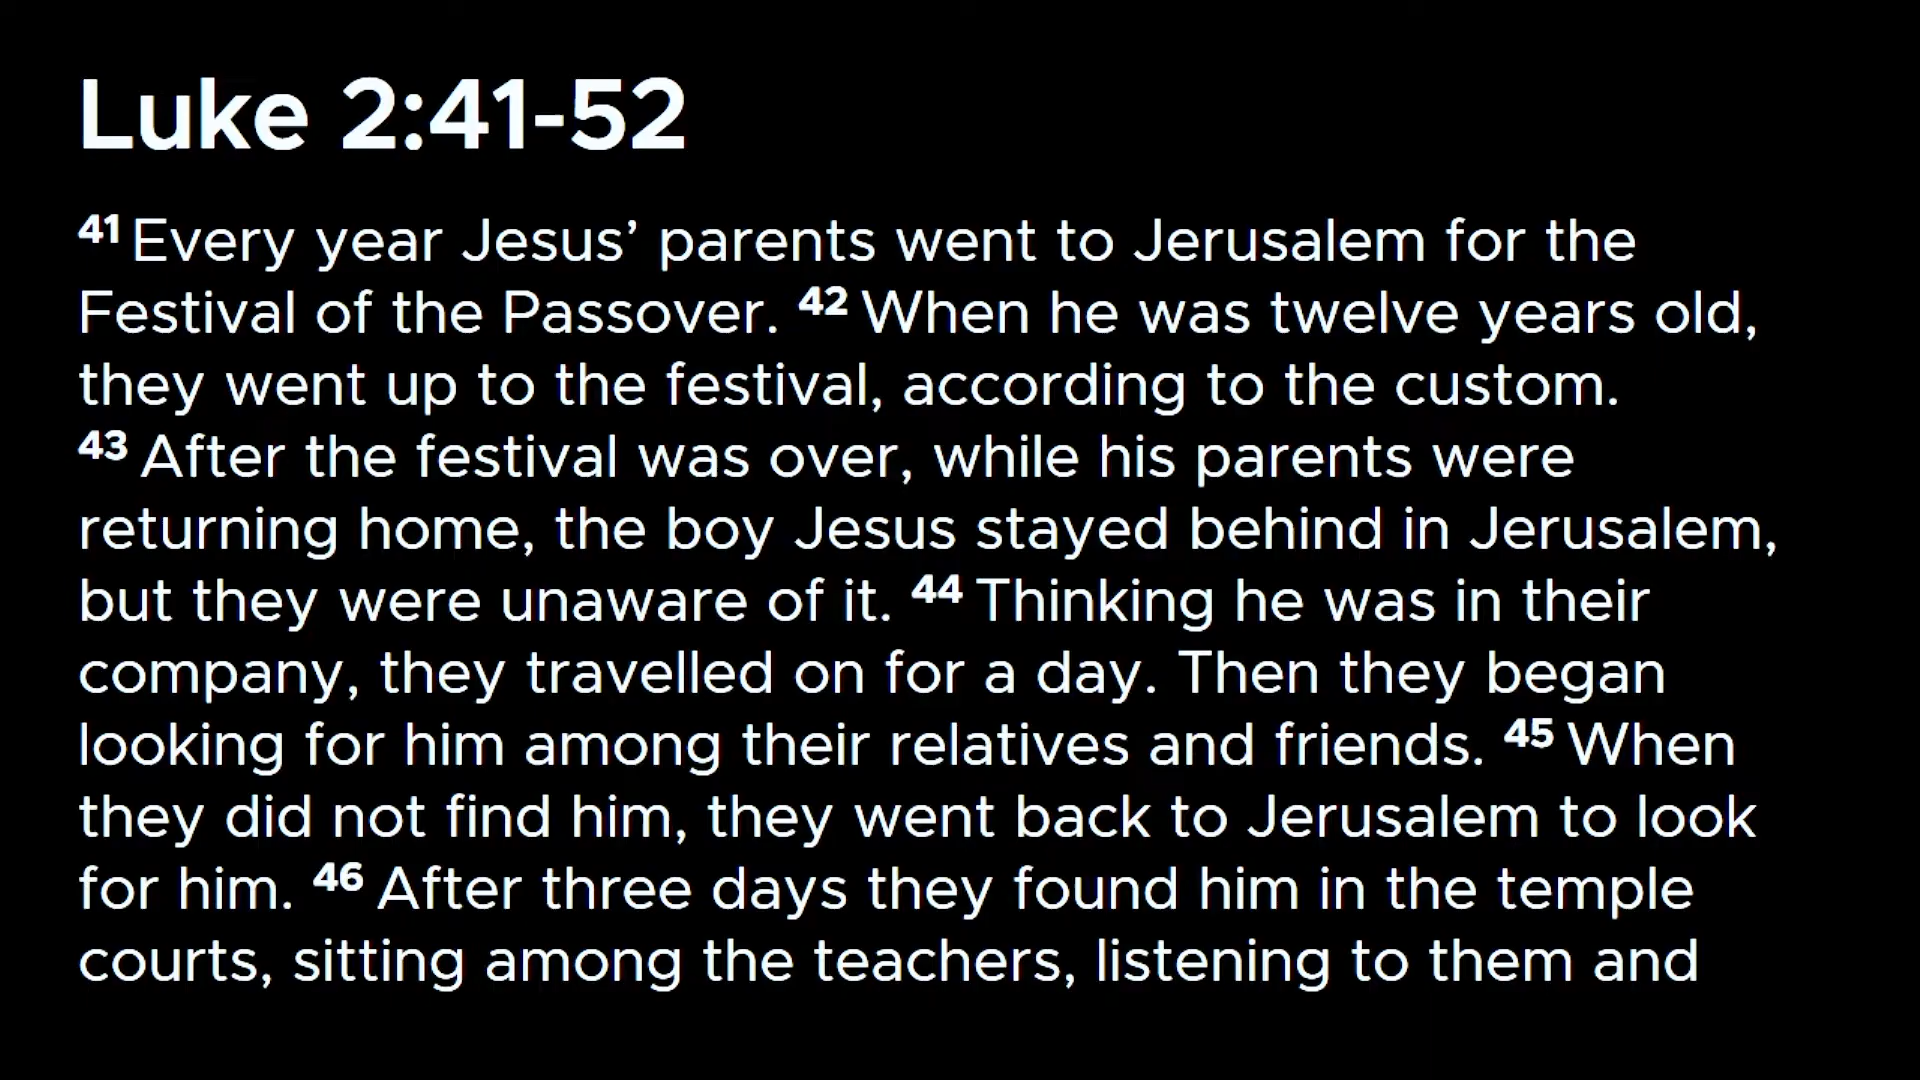 Luke 2:41-52
41 Every year Jesus’ parents went to Jerusalem for the
Festival of the Passover. 42 When he was twelve years old,
they went up to the festival, according to the custom.
43 After the festival was over, while his parents were
returning home, the boy Jesus stayed behind in Jerusalem,
but they were unaware of it. 44 Thinking he was in their
company, they travelled on for a day. Then they began
looking for him among their relatives and friends. 45 When
they did not find him, they went back to Jerusalem to look
for him. 46 After three days they found him in the temple
courts, sitting among the teachers, listening to them and